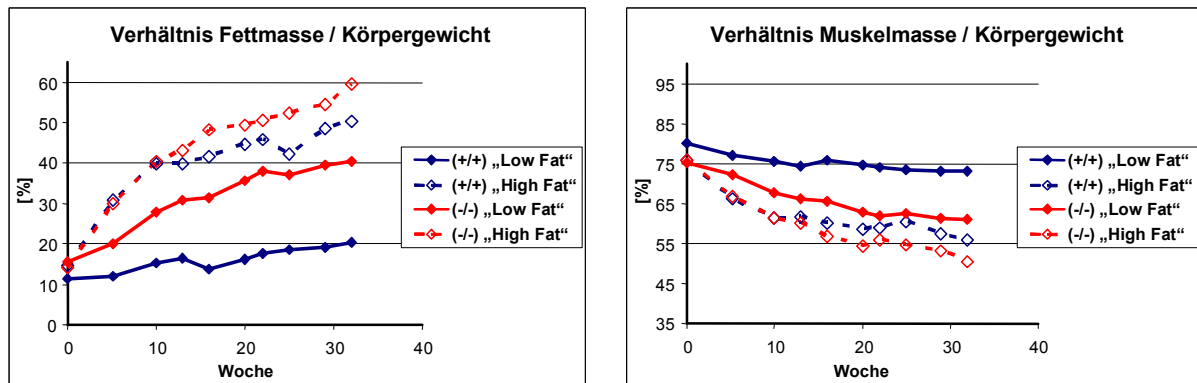 Verhältnis Fettmasse / Körpergewicht
60
50
40
30
20
10
0
[%]
0 10 20 30 40
Woche
(+/+) „Low Fat“
(+/+) „High Fat“
(-/-) „Low Fat“
(-/-) „High Fat“
Verhältnis Muskelmasse / Körpergewicht
95
85
75
65
55
45
35
[%]
0 10 20 30 40
Woche
(+/+) „Low Fat“
(+/+) „High Fat“
(-/-) „Low Fat“
(-/-) „High Fat“